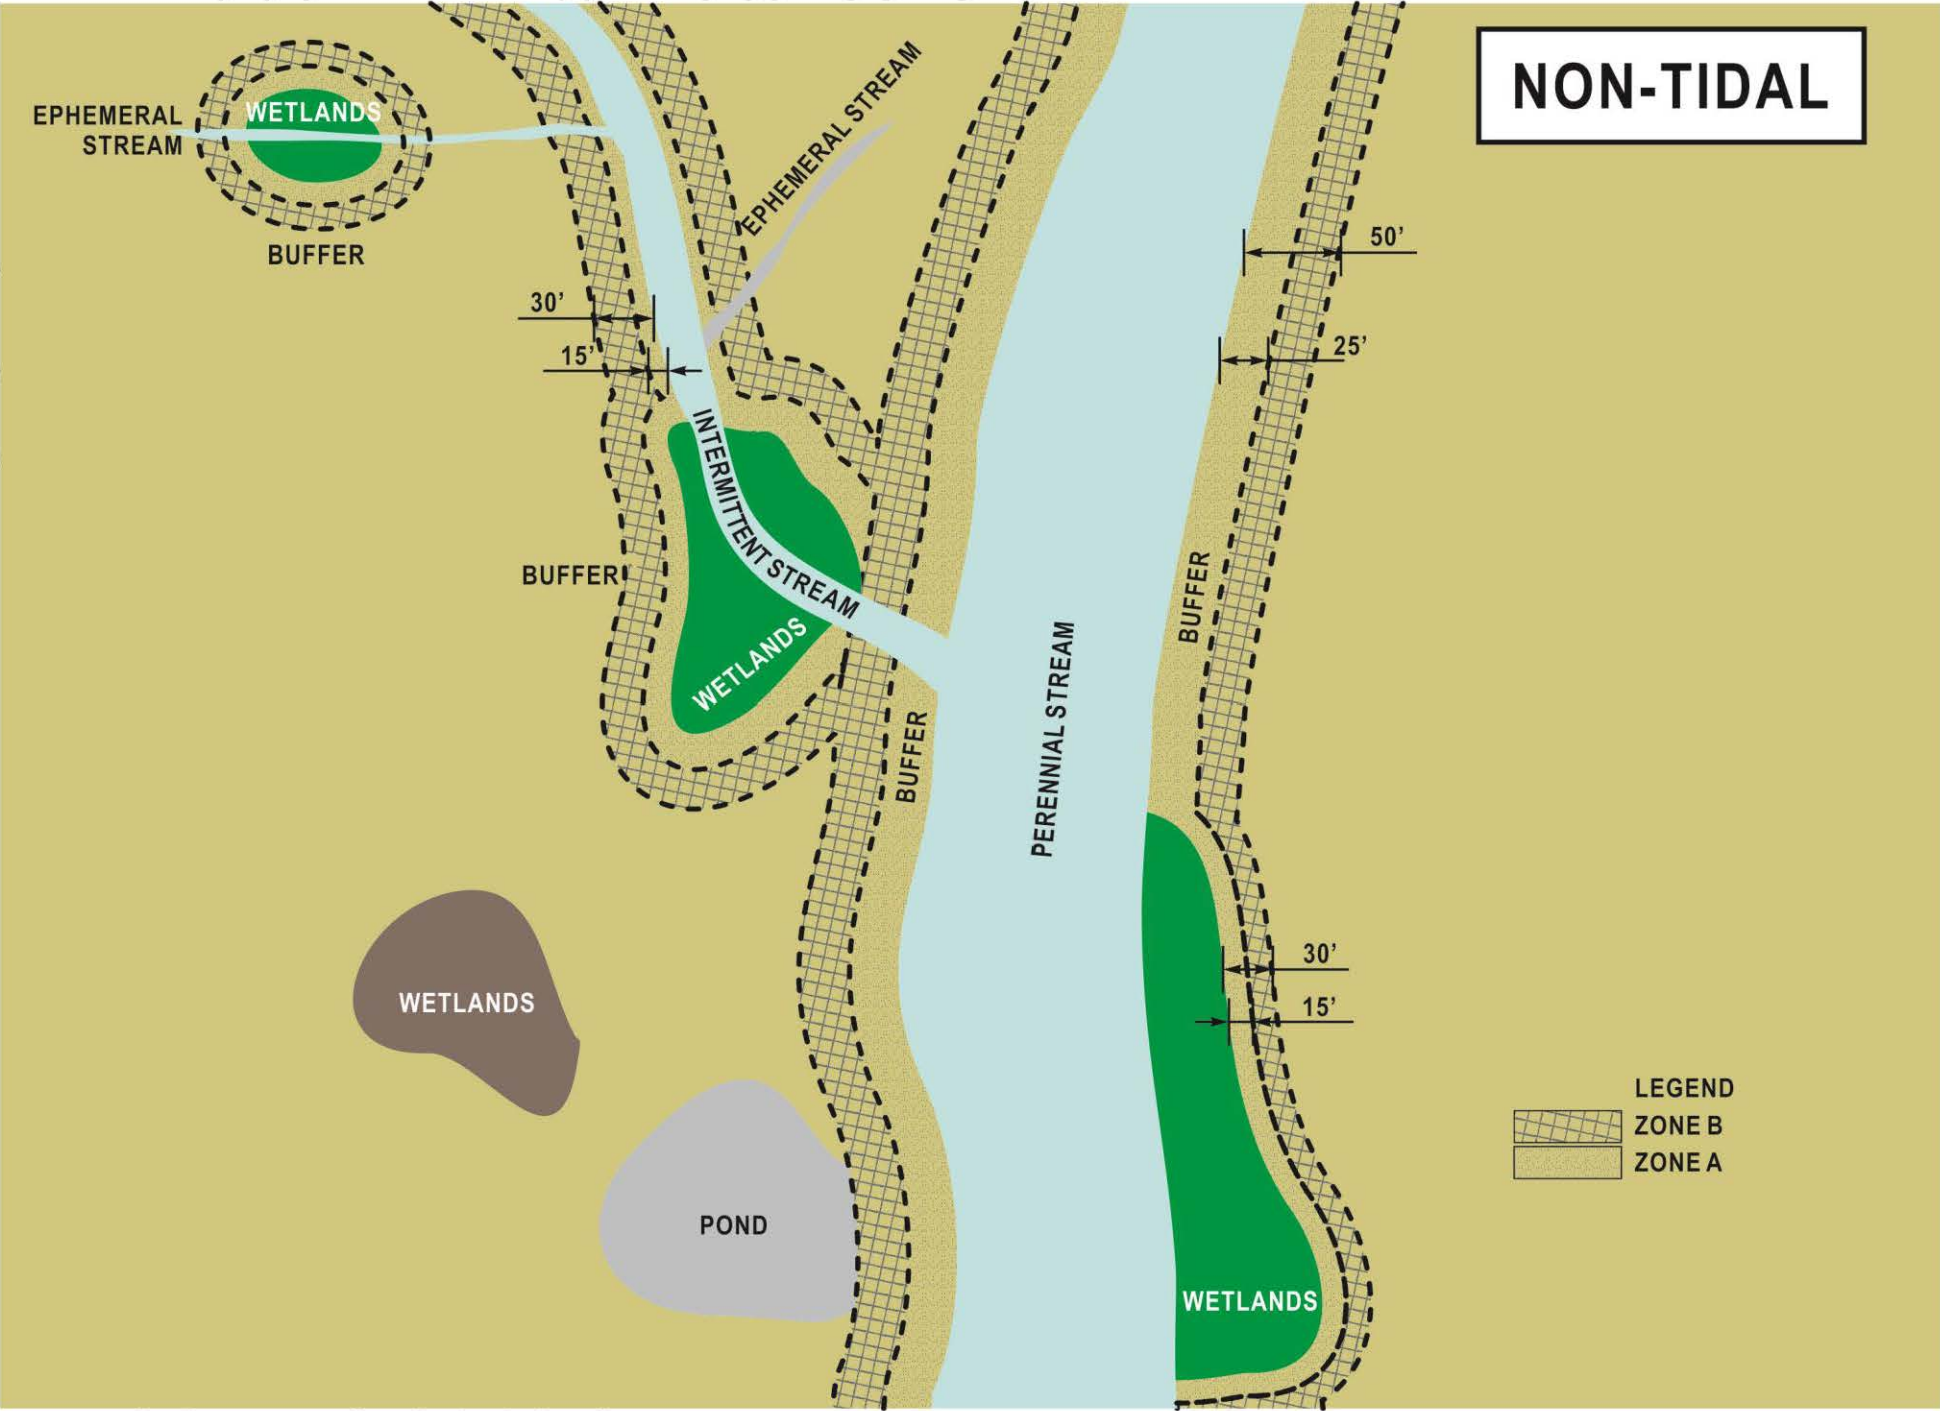 NON-TIDAL
EPHEMERAL
STREAM
WETLANDS
BUFFER
EPHEMERAL STREAM
50'
25'
30'
15'
INTERMITTENT STREAM
BUFFER
WETLANDS
BUFFER
PERENNIAL STREAM
BUFFER
30'
15'
WETLANDS
POND
WETLANDS
LEGEND
ZONE B
ZONE A